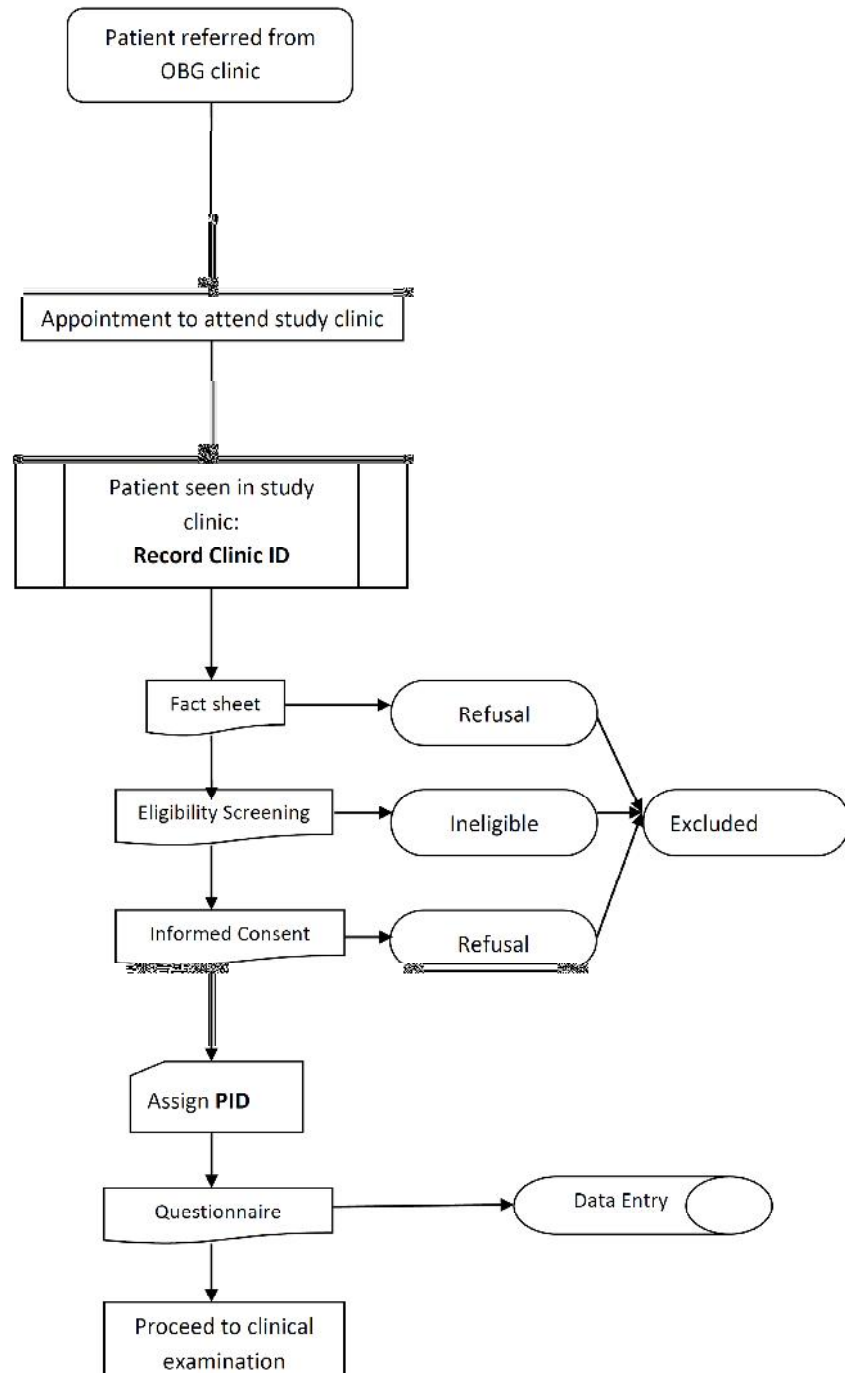 Patient referred from
OBG clinic
Appointment to attend study clinic
Patient seen in study
clinic:
Record Clinic ID
Fact sheet
Refusal
Eligibility Screening
Ineligible
Excluded
Informed Consent
Refusal
Assign PID
Questionnaire
Data Entry
Proceed to clinical
examination